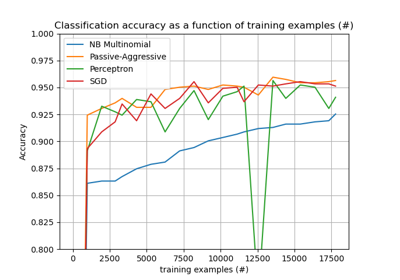 Classification accuracy as a function of training examples (#)
1.000
0.975
0.950
0.925
0.900
0.875
0.850
0.825
0.800
Accuracy
NB Multinomial
Passive-Aggressive
Perceptron
SGD
0 2500 5000 7500 10000 12500 15000 17500
training examples (#)